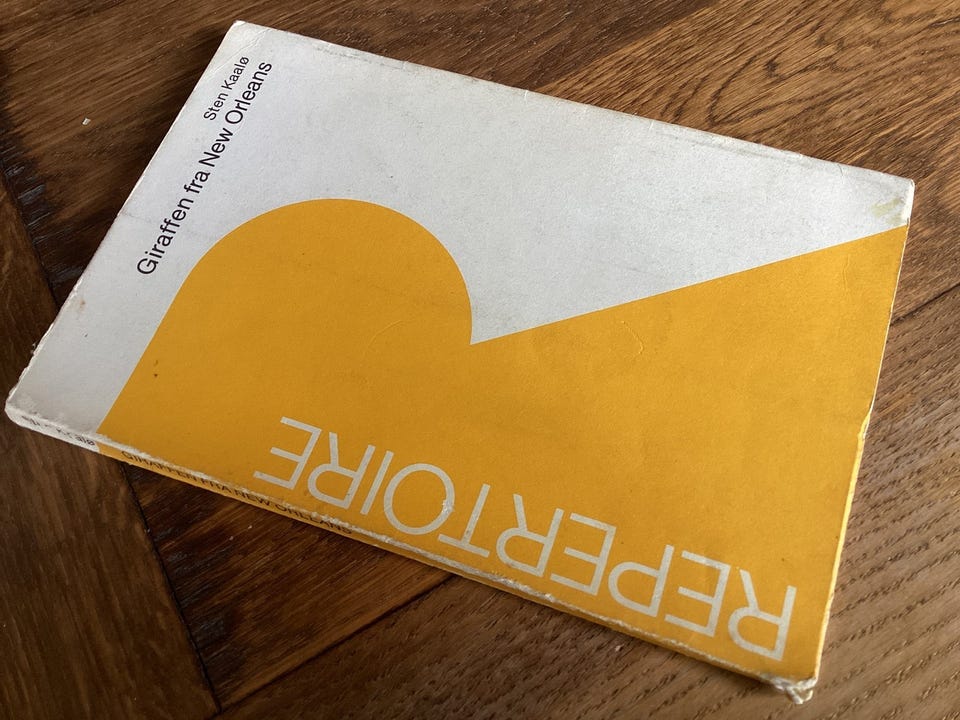 Sten Kaalø
Giraffen fra New Orleans
REPERTOIRE
GIRAFFEN FRA NEW ORLEANS